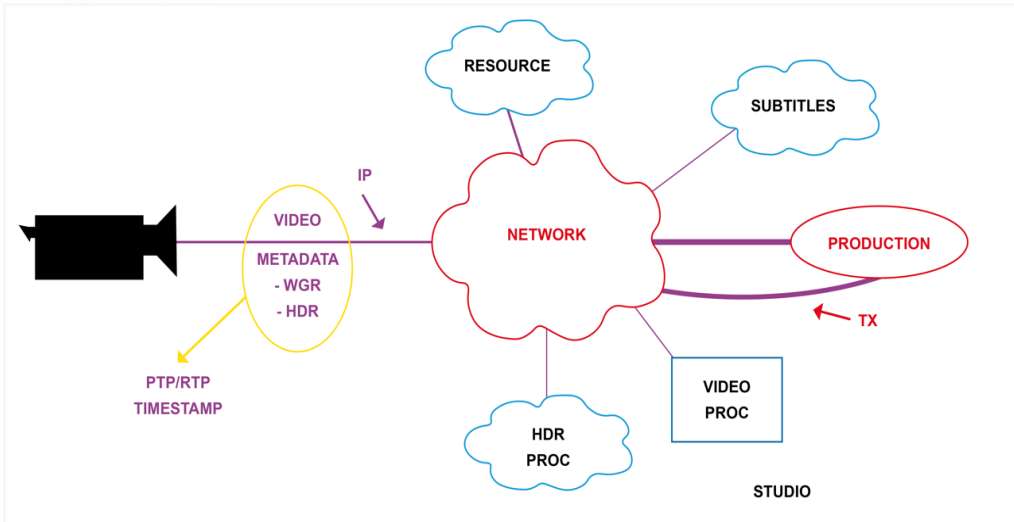 RESOURCE
SUBTITLES
IP
VIDEO
METADATA
- WGR
- HDR
NETWORK
PRODUCTION
TX
PTP/RTP
TIMESTAMP
VIDEO
PROC
HDR
PROC
STUDIO